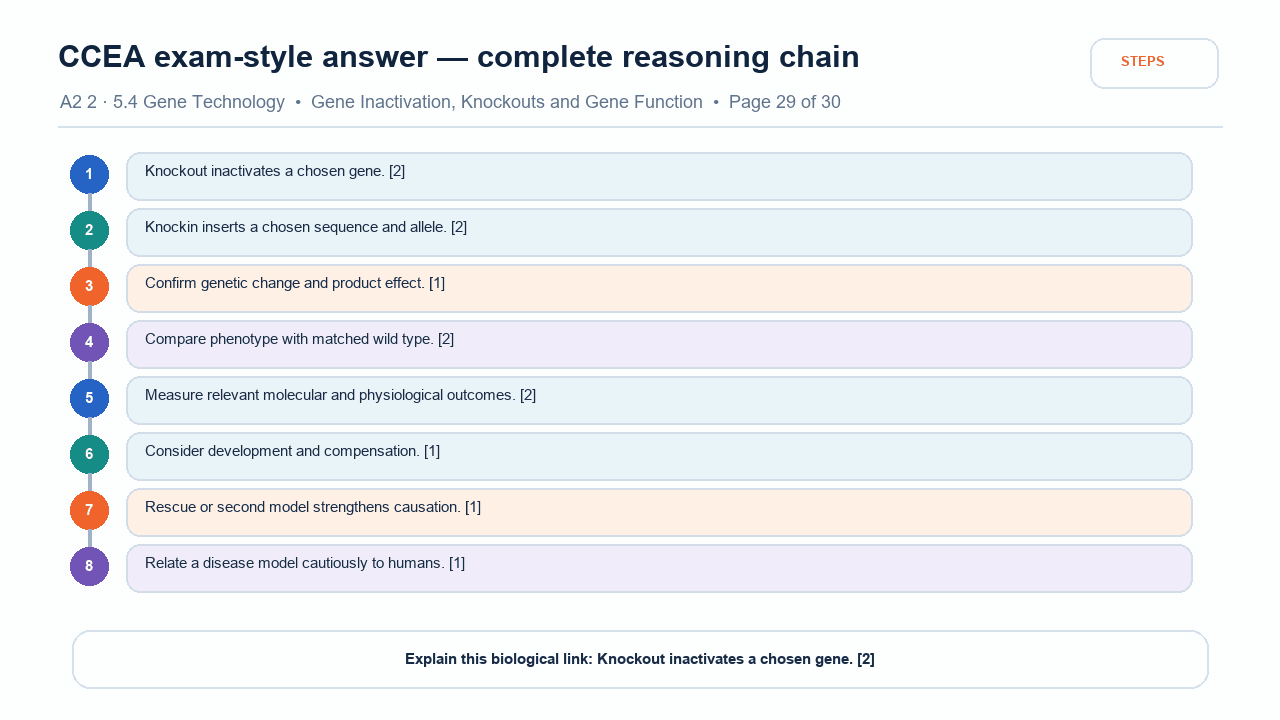 CCEA exam-style answer — complete reasoning chain
STEPS
A2 2 · 5.4 Gene Technology • Gene Inactivation, Knockouts and Gene Function • Page 29 of 30
1 Knockout inactivates a chosen gene. [2]
2 Knockin inserts a chosen sequence and allele. [2]
3 Confirm genetic change and product effect. [1]
4 Compare phenotype with matched wild type. [2]
5 Measure relevant molecular and physiological outcomes. [2]
6 Consider development and compensation. [1]
7 Rescue or second model strengthens causation. [1]
8 Relate a disease model cautiously to humans. [1]
Explain this biological link: Knockout inactivates a chosen gene. [2]